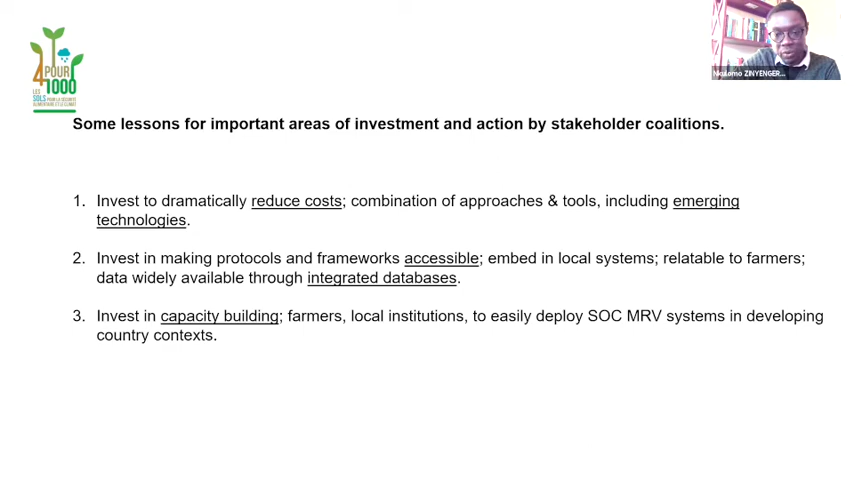 4 POUR
1000
LES
SOLS POUR LA SÉCURITÉ
ALIMENTAIRE ET LE CLIMAT
Nkulomo ZINYENGER...
Some lessons for important areas of investment and action by stakeholder coalitions.
1. Invest to dramatically reduce costs; combination of approaches & tools, including emerging
technologies.
2. Invest in making protocols and frameworks accessible; embed in local systems; relatable to farmers;
data widely available through integrated databases.
3. Invest in capacity building; farmers, local institutions, to easily deploy SOC MRV systems in developing
country contexts.